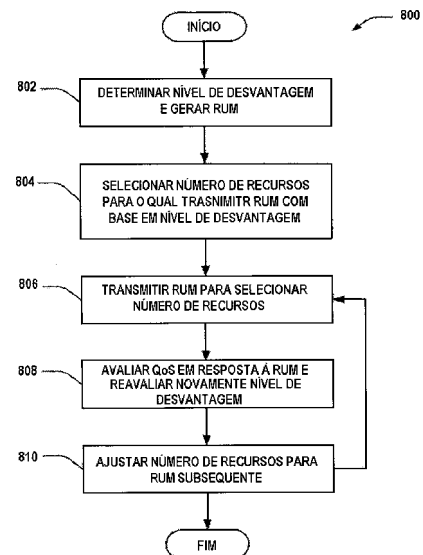 INÍCIO
800
802
DETERMINAR NÍVEL DE DESVANTAGEM
E GERAR RUM
804
SELECIONAR NÚMERO DE RECURSOS
PARA O QUAL TRASNIMITR RUM COM
BASE EM NÍVEL DE DESVANTAGEM
806
TRANSMITIR RUM PARA SELECIONAR
NÚMERO DE RECURSOS
808
AVALIAR QoS EM RESPOSTA Á RUM E
REAVALIAR NOVAMENTE NÍVEL DE
DESVANTAGEM
810
AJUSTAR NÚMERO DE RECURSOS PARA
RUM SUBSEQUENTE
FIM